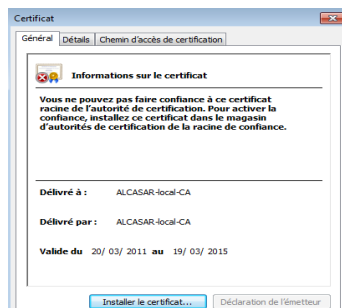 Certificat
Général Détails Chemin d'accès de certification
Informations sur le certificat
Vous ne pouvez pas faire confiance à ce certificat
racine de l'autorité de certification. Pour activer la
confiance, installez ce certificat dans le magasin
d'autorités de certification de la racine de confiance.
Délivré à : ALCASAR-local-CA
Délivré par : ALCASAR-local-CA
Valide du 20/ 03/ 2011 au 19/ 03/ 2015
Installer le certificat... Déclaration de l'émetteur